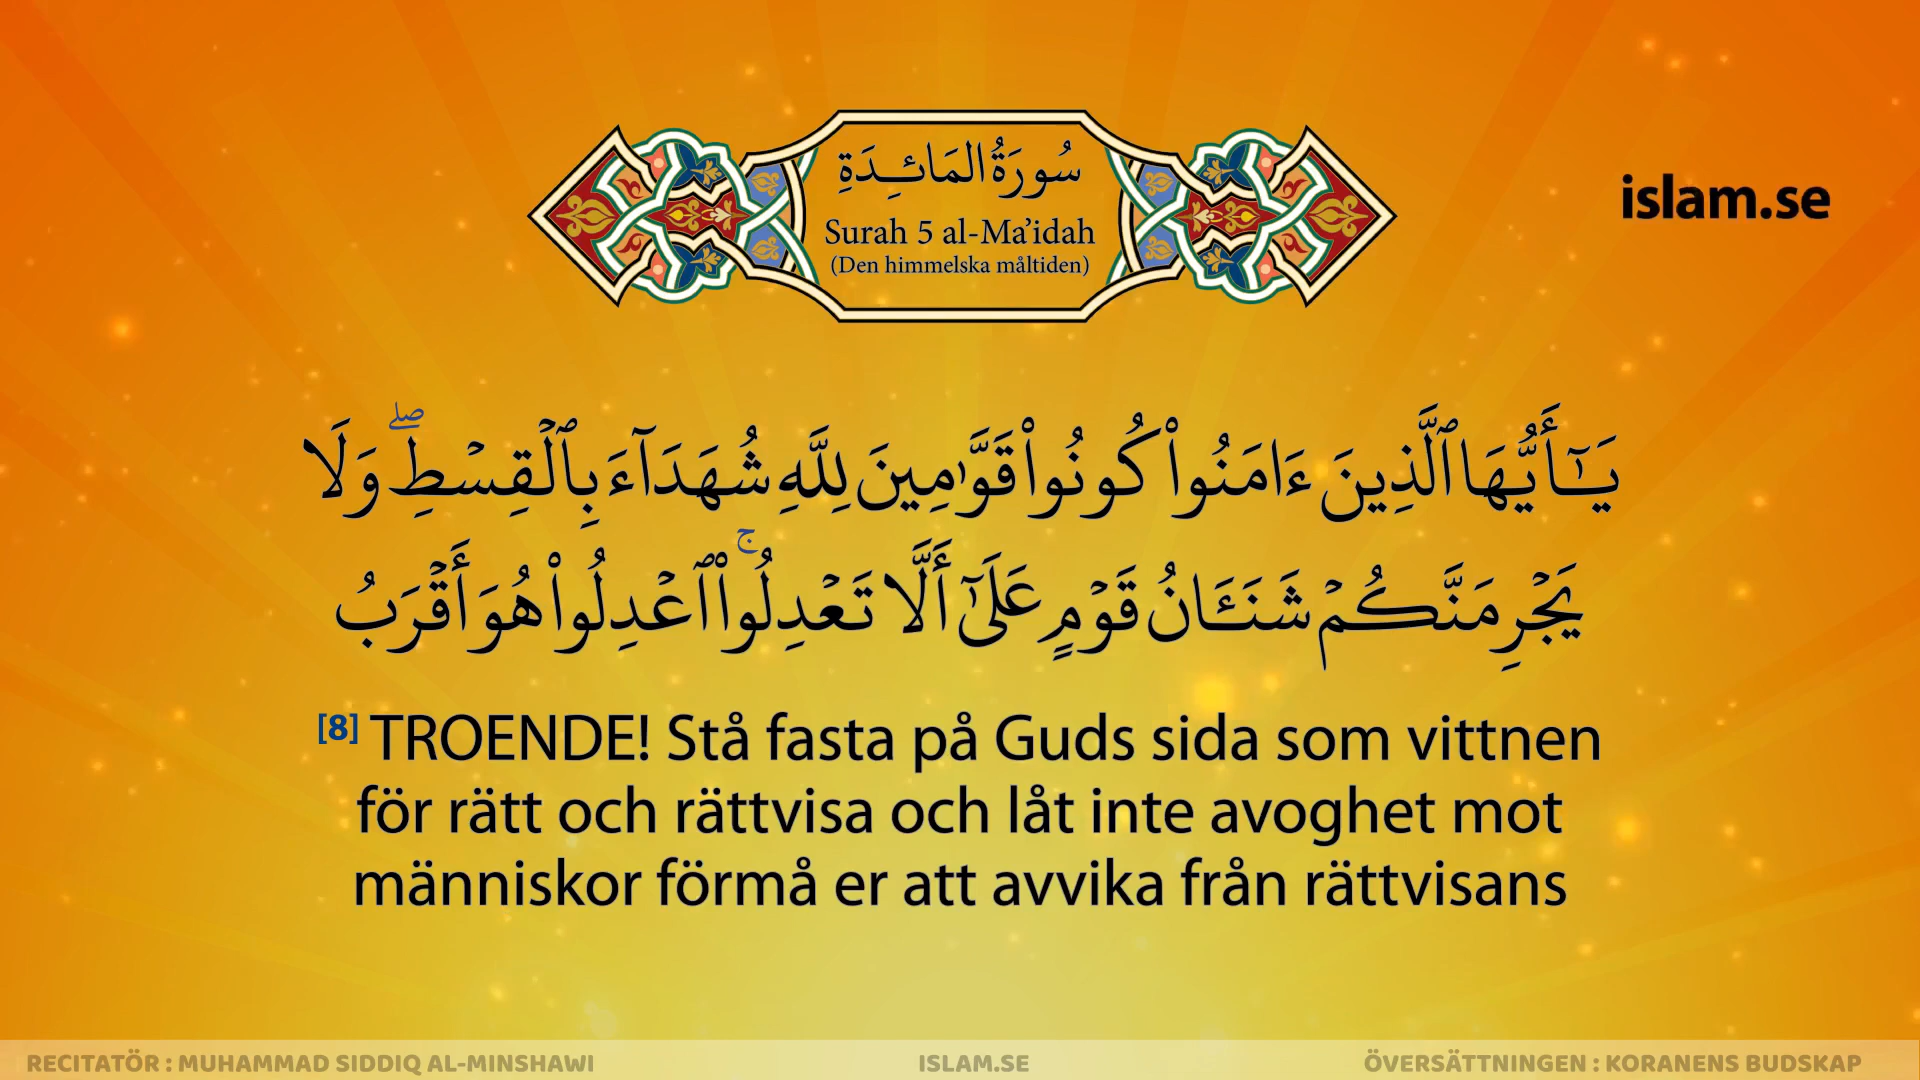 سُورَةُ المَائِدَةِ
Surah 5 al-Ma’idah
(Den himmelska måltiden)
islam.se
يَـٰٓأَيُّهَا ٱلَّذِينَ ءَامَنُوا۟ كُونُوا۟ قَوَّٰمِينَ لِلَّهِ شُهَدَآءَ بِٱلْقِسْطِ ۖ وَلَا
يَجْرِمَنَّكُمْ شَنَـَٔانُ قَوْمٍ عَلَىٰٓ أَلَّا تَعْدِلُوا۟ ۚ ٱعْدِلُوا۟ هُوَ أَقْرَبُ
[8] TROENDE! Stå fasta på Guds sida som vittnen
för rätt och rättvisa och låt inte avoghet mot
människor förmå er att avvika från rättvisans
RECITATÖR : MUHAMMAD SIDDIQ AL-MINSHAWI
ISLAM.SE
ÖVERSÄTTNINGEN : KORANENS BUDSKAP